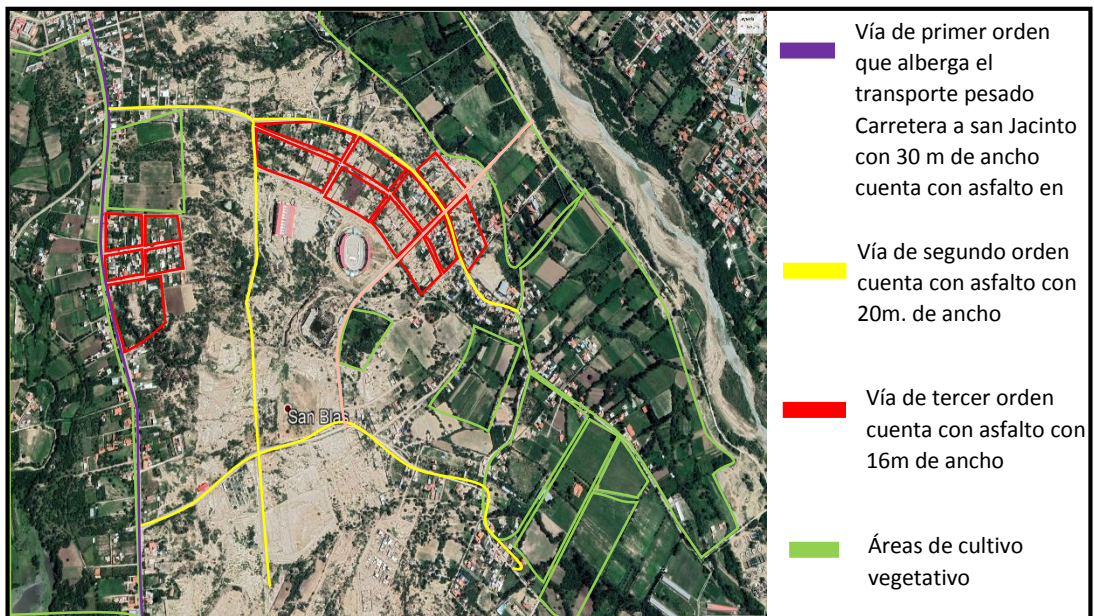 Vía de primer orden
que alberga el
transporte pesado
Carretera a san Jacinto
con 30 m de ancho
cuenta con asfalto en
Vía de segundo orden
cuenta con asfalto con
20m. de ancho
San Blas
Vía de tercer orden
cuenta con asfalto con
16m de ancho
Áreas de cultivo
vegetativo